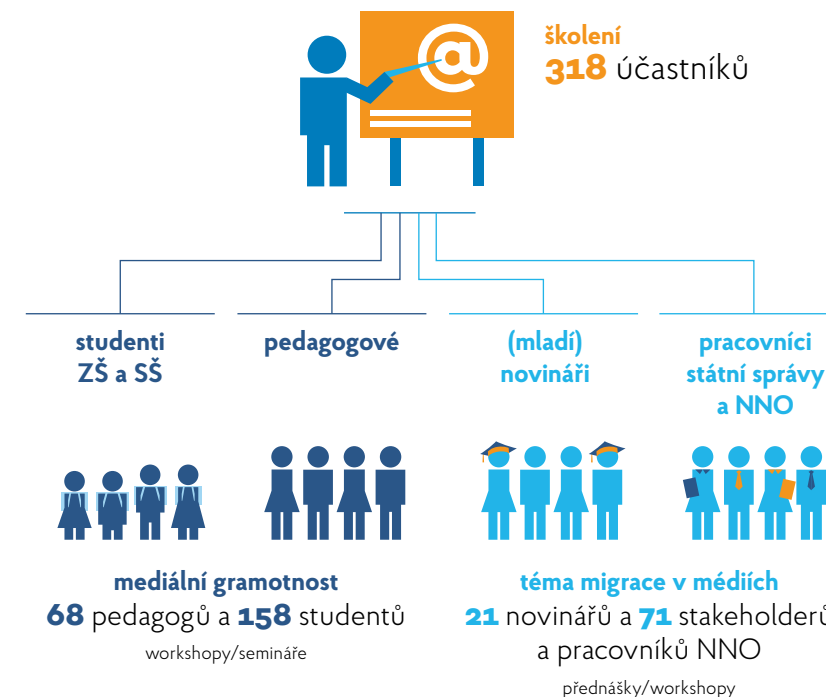 @
školení
318 účastníků
studenti
ZŠ a SŠ
pedagogové
(mladí)
novináři
pracovníci
státní správy
a NNO
mediální gramotnost
68 pedagogů a 158 studentů
workshopy/semináře
téma migrace v médiích
21 novinářů a 71 stakeholderů
a pracovníků NNO
přednášky/workshopy